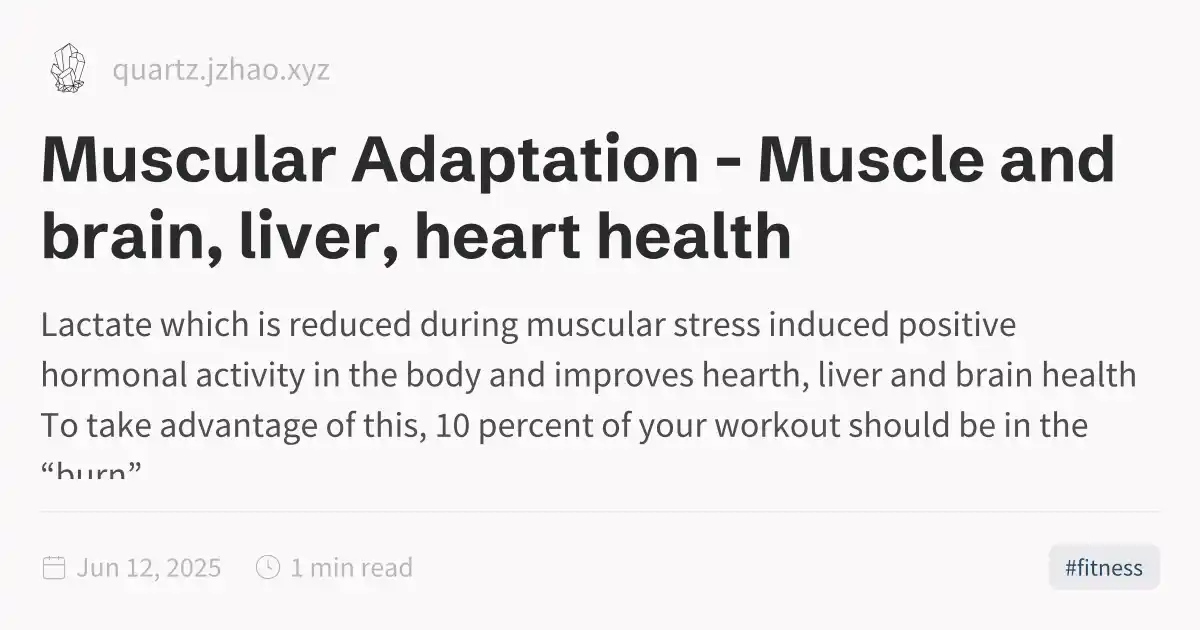 quartz.jzhao.xyz
Muscular Adaptation - Muscle and
brain, liver, heart health
Lactate which is reduced during muscular stress induced positive
hormonal activity in the body and improves hearth, liver and brain health
To take advantage of this, 10 percent of your workout should be in the
“burn”
Jun 12, 2025
1 min read
#fitness